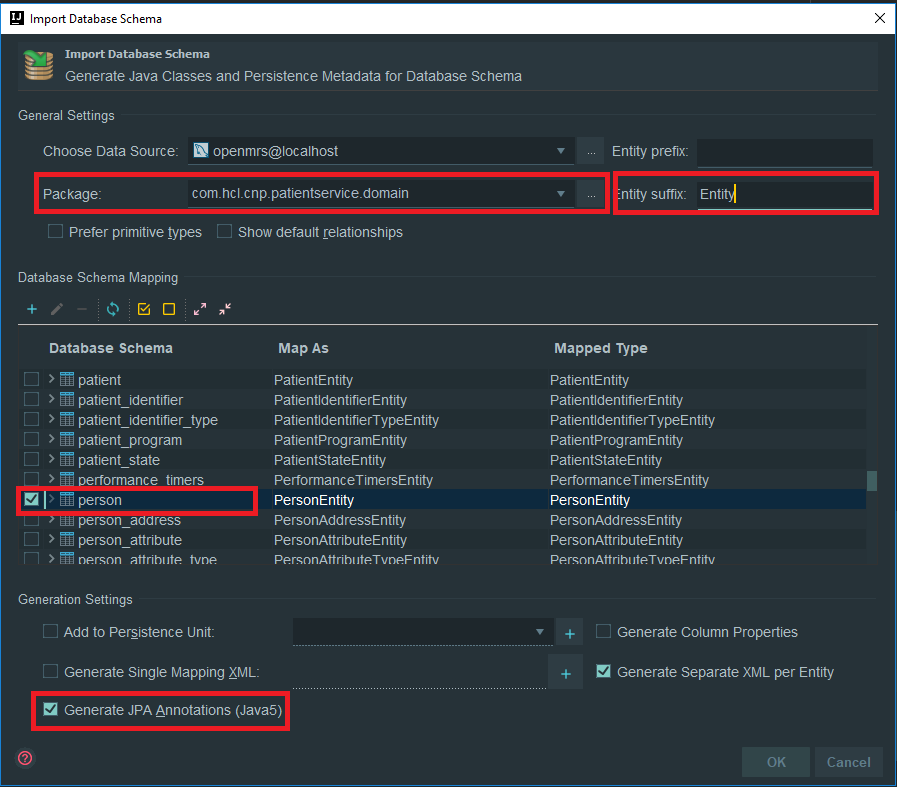 Import Database Schema
Import Database Schema
Generate Java Classes and Persistence Metadata for Database Schema
General Settings
Choose Data Source: openmrs@localhost ... Entity prefix:
Package: com.hcl.cnp.patientservice.domain ... Entity suffix: Entity
Prefer primitive types Show default relationships
Database Schema Mapping
Database Schema Map As Mapped Type
patient PatientEntity PatientEntity
patient_identifier PatientIdentifierEntity PatientIdentifierEntity
patient_identifier_type PatientIdentifierTypeEntity PatientIdentifierTypeEntity
patient_program PatientProgramEntity PatientProgramEntity
patient_state PatientStateEntity PatientStateEntity
performance_timers PerformanceTimersEntity PerformanceTimersEntity
person PersonEntity PersonEntity
person_address PersonAddressEntity PersonAddressEntity
person_attribute PersonAttributeEntity PersonAttributeEntity
person_attribute_type PersonAttributeTypeEntity PersonAttributeTypeEntity
Generation Settings
Add to Persistence Unit: Generate Column Properties
Generate Single Mapping XML: Generate Separate XML per Entity
Generate JPA Annotations (Java5)
OK Cancel